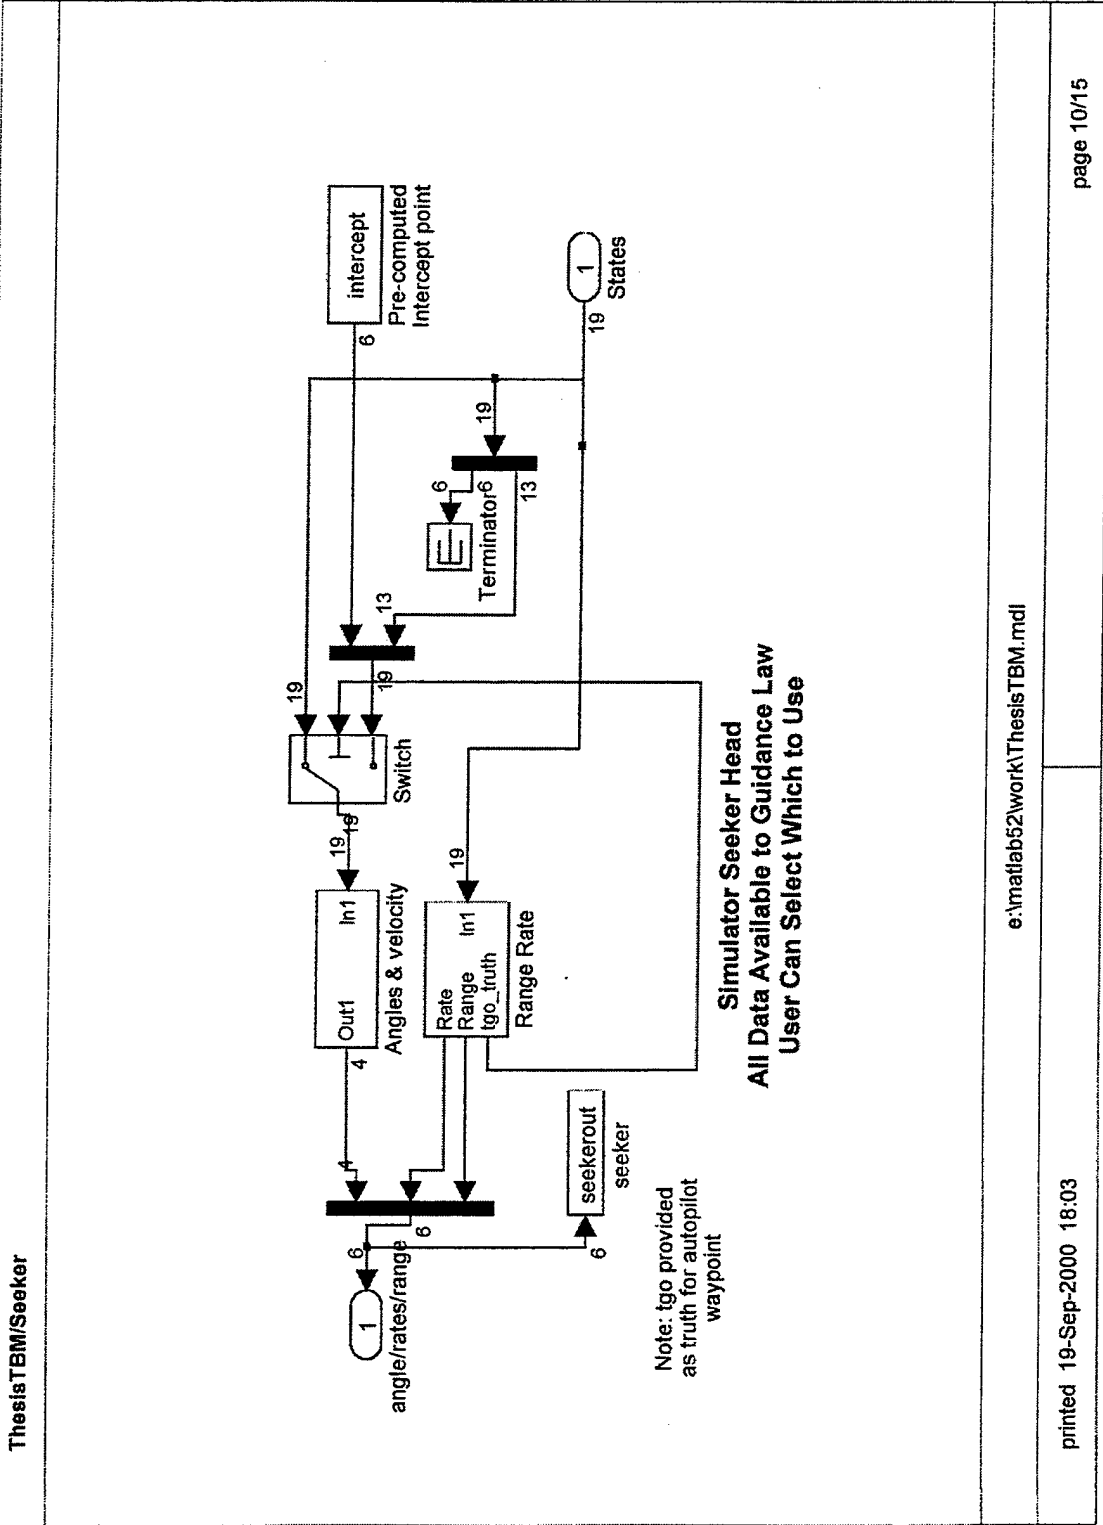 ThesisTBM/Seeker
1
angle/rates/range
6
6
6
4
4
Out1
In1
Angles & velocity
19
19
Switch
19
19
13
6
intercept
Pre-computed
Intercept point
6
6
Terminator
13
19
Rate
Range
tgo_truth
In1
Range Rate
19
19
1
States
seekerout
seeker
Note: tgo provided
as truth for autopilot
waypoint
Simulator Seeker Head
All Data Available to Guidance Law
User Can Select Which to Use
e:\matlab52\work\ThesisTBM.mdl
printed 19-Sep-2000 18:03
page 10/15